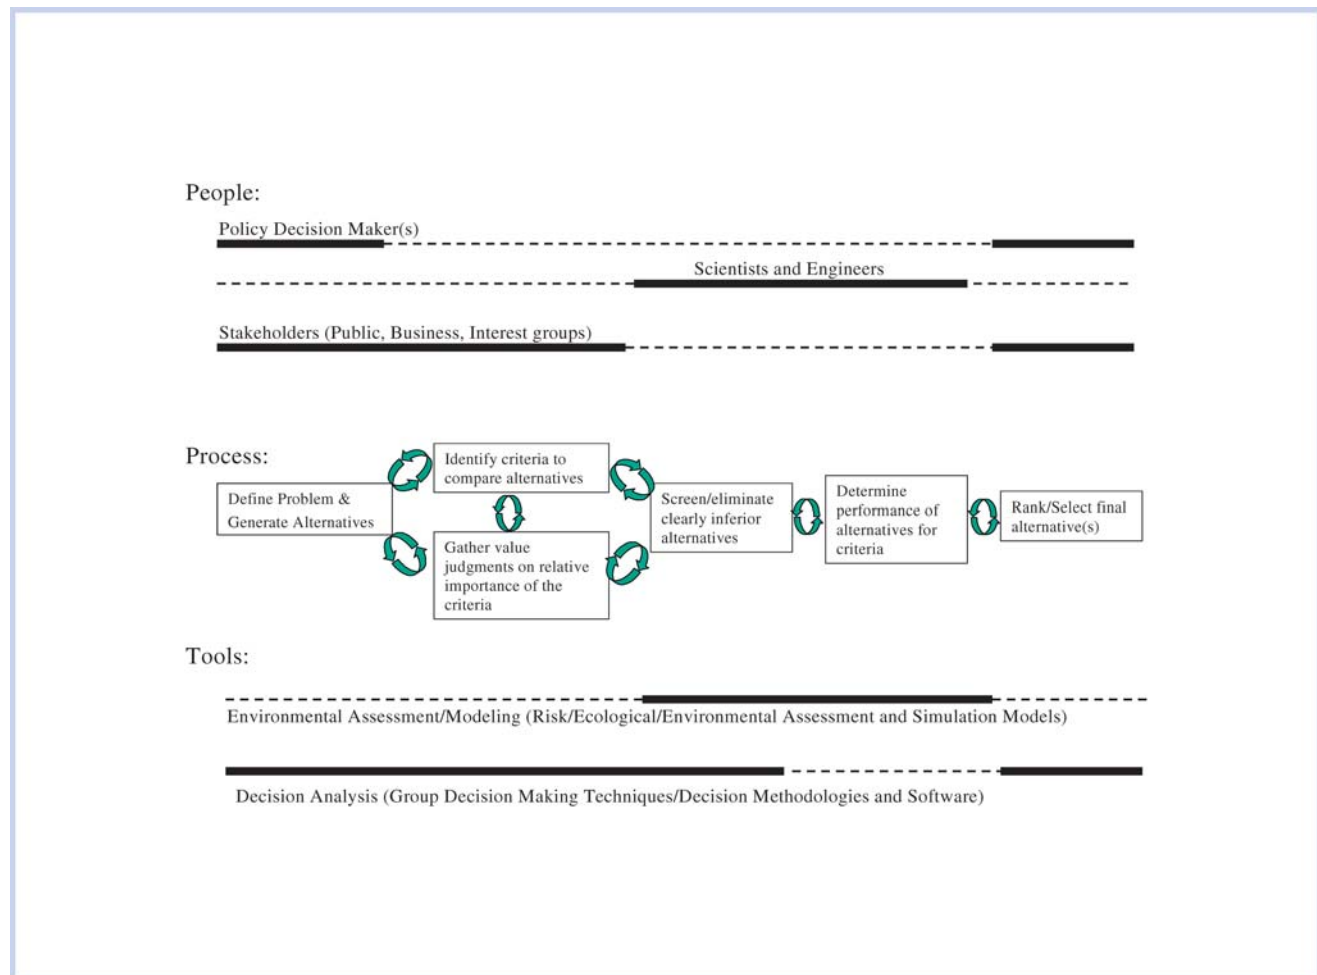 People:
Policy Decision Maker(s)
Scientists and Engineers
Stakeholders (Public, Business, Interest groups)
Process:
Define Problem &
Generate Alternatives
Identify criteria to
compare alternatives
Gather value
judgments on relative
importance of the
criteria
Screen/eliminate
clearly inferior
alternatives
Determine
performance of
alternatives for
criteria
Rank/Select final
alternative(s)
Tools:
Environmental Assessment/Modeling (Risk/Ecological/Environmental Assessment and Simulation Models)
Decision Analysis (Group Decision Making Techniques/Decision Methodologies and Software)